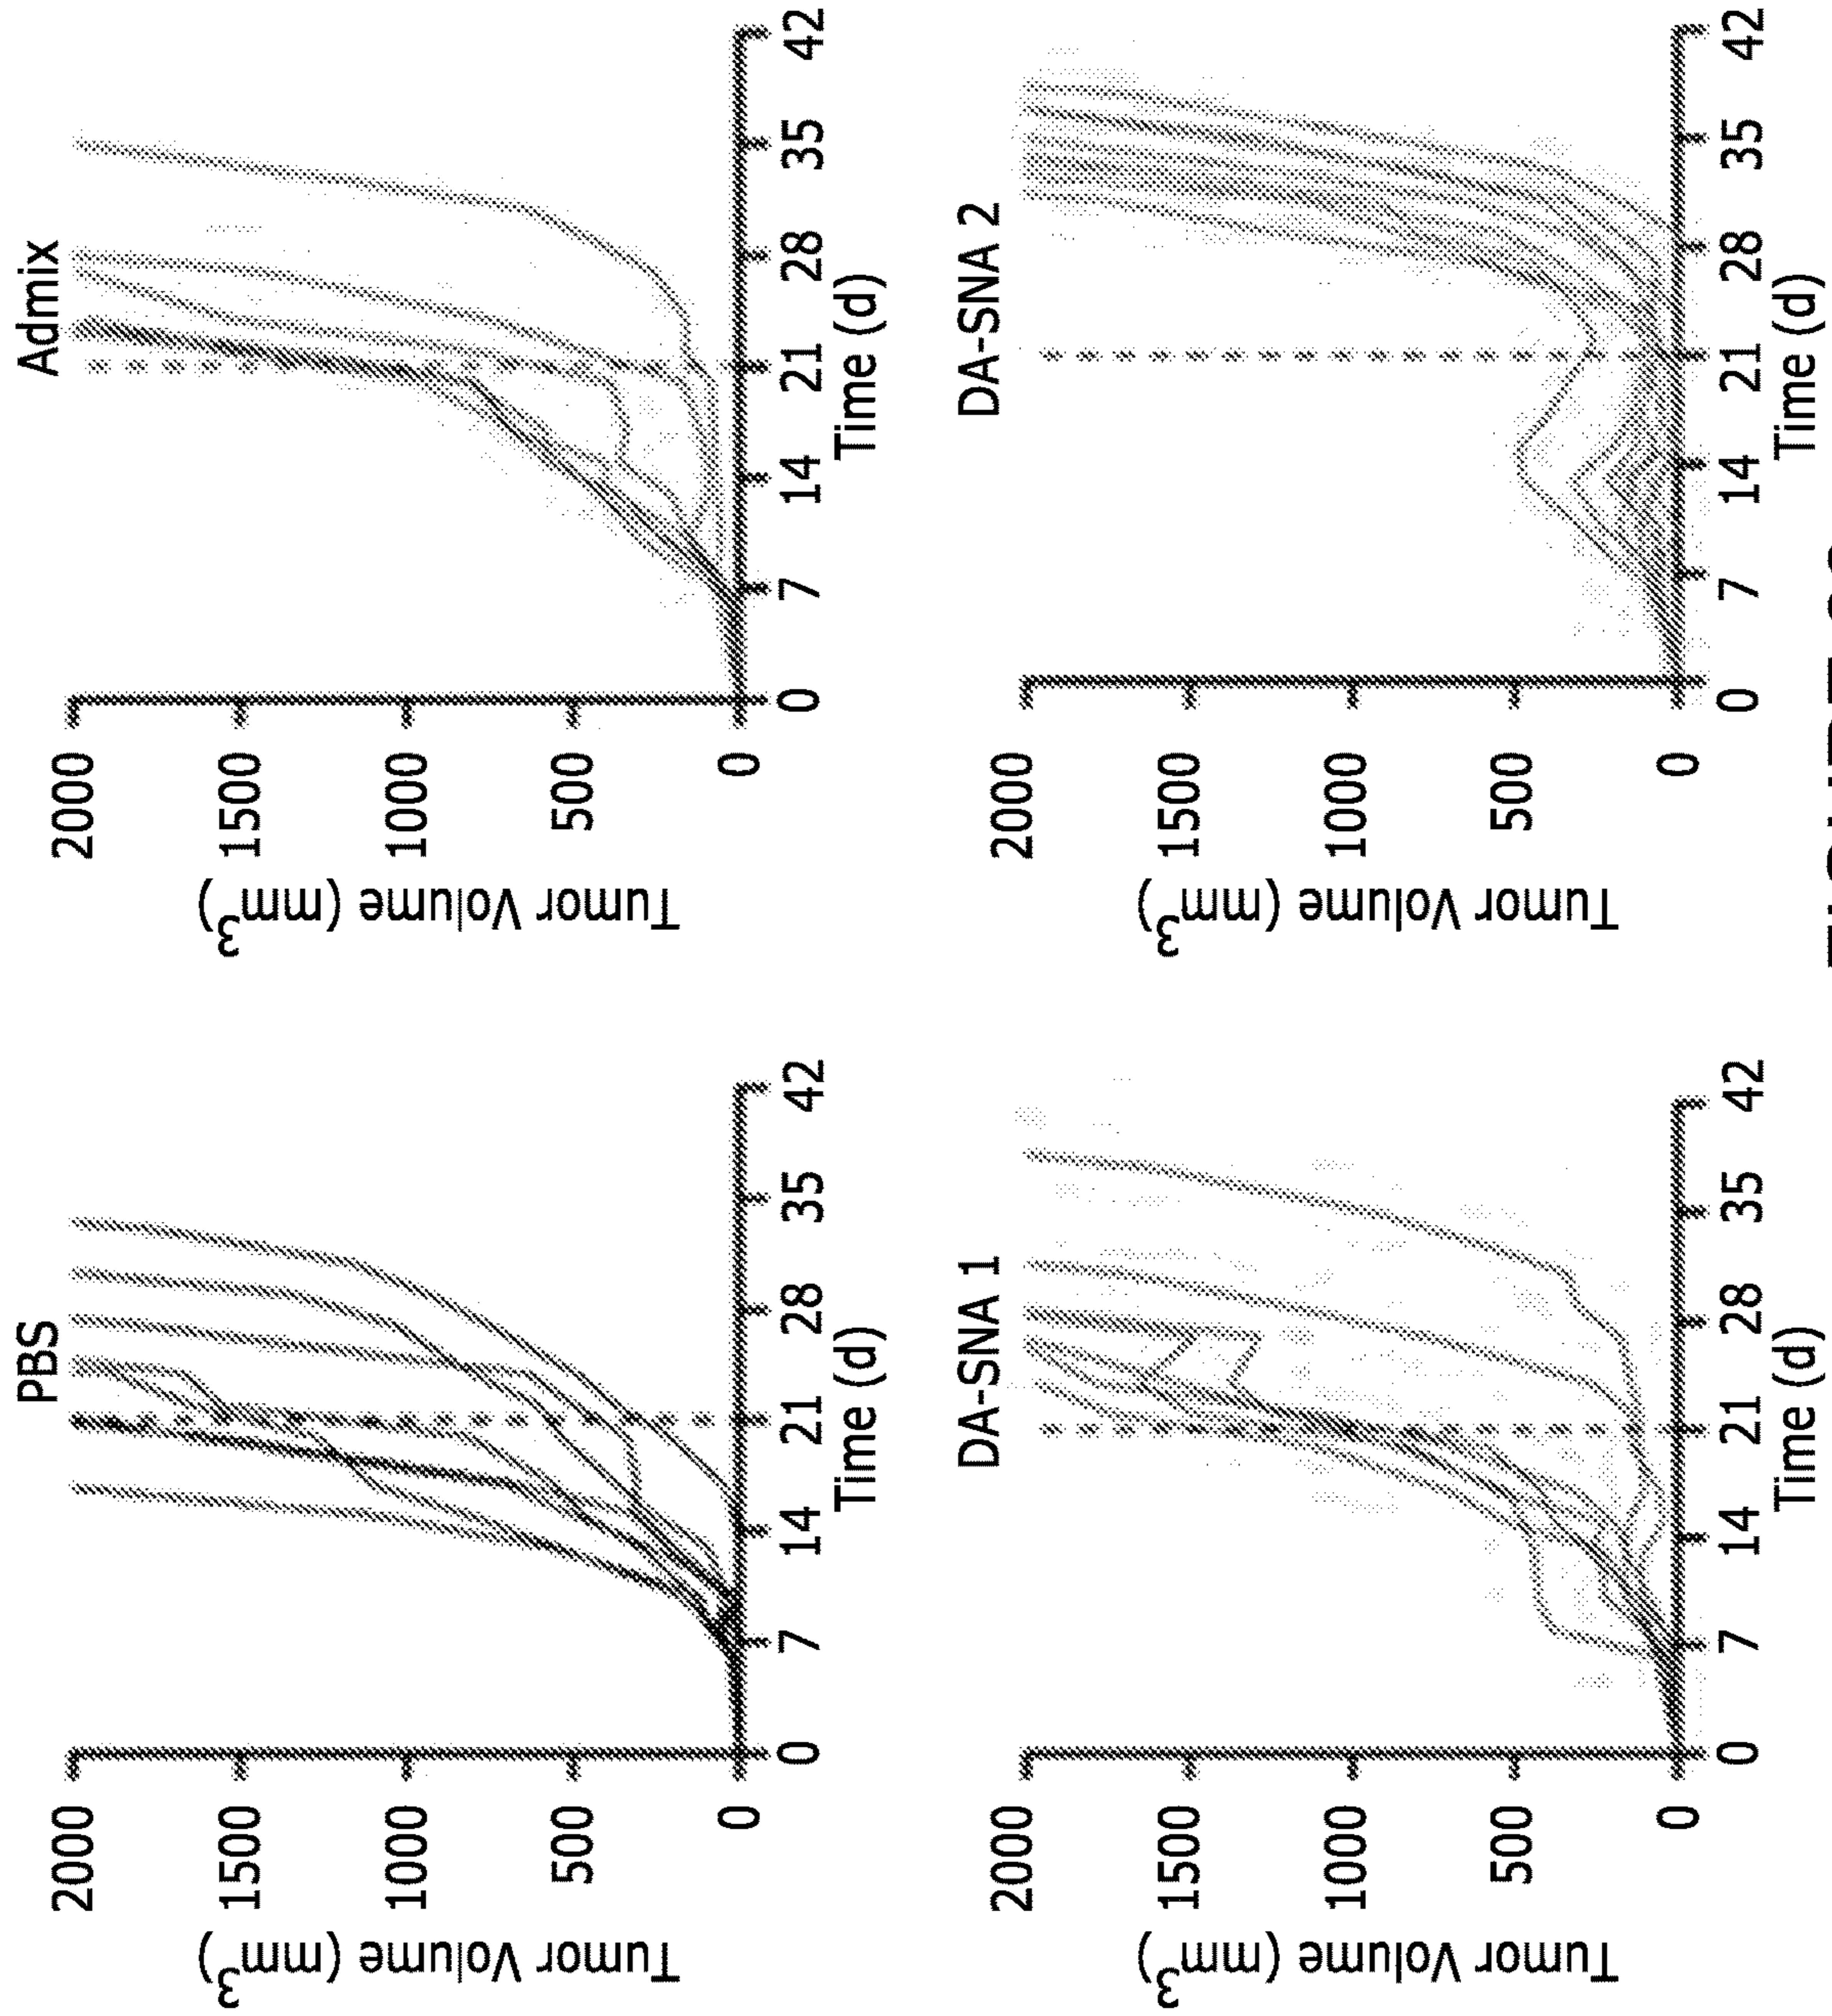 PBS
Tumor Volume (mm³)
2000
1500
1000
500
0
0 7 14 21 28 35 42
Time (d)
Admix
Tumor Volume (mm³)
2000
1500
1000
500
0
0 7 14 21 28 35 42
Time (d)
DA-SNA 1
Tumor Volume (mm³)
2000
1500
1000
500
0
0 7 14 21 28 35 42
Time (d)
DA-SNA 2
Tumor Volume (mm³)
2000
1500
1000
500
0
0 7 14 21 28 35 42
Time (d)